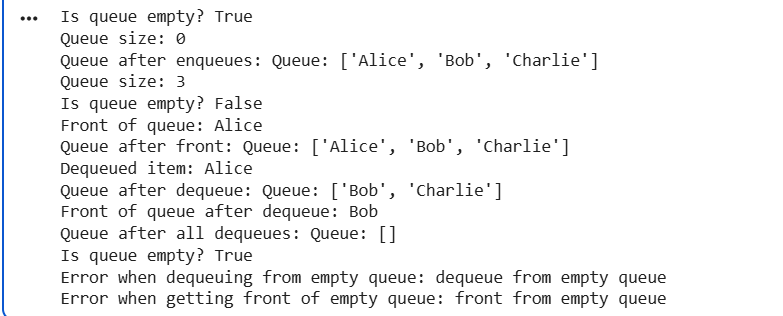 Is queue empty? True
Queue size: 0
Queue after enqueues: Queue: ['Alice', 'Bob', 'Charlie']
Queue size: 3
Is queue empty? False
Front of queue: Alice
Queue after front: Queue: ['Alice', 'Bob', 'Charlie']
Dequeued item: Alice
Queue after dequeue: Queue: ['Bob', 'Charlie']
Front of queue after dequeue: Bob
Queue after all dequeues: Queue: []
Is queue empty? True
Error when dequeuing from empty queue: dequeue from empty queue
Error when getting front of empty queue: front from empty queue